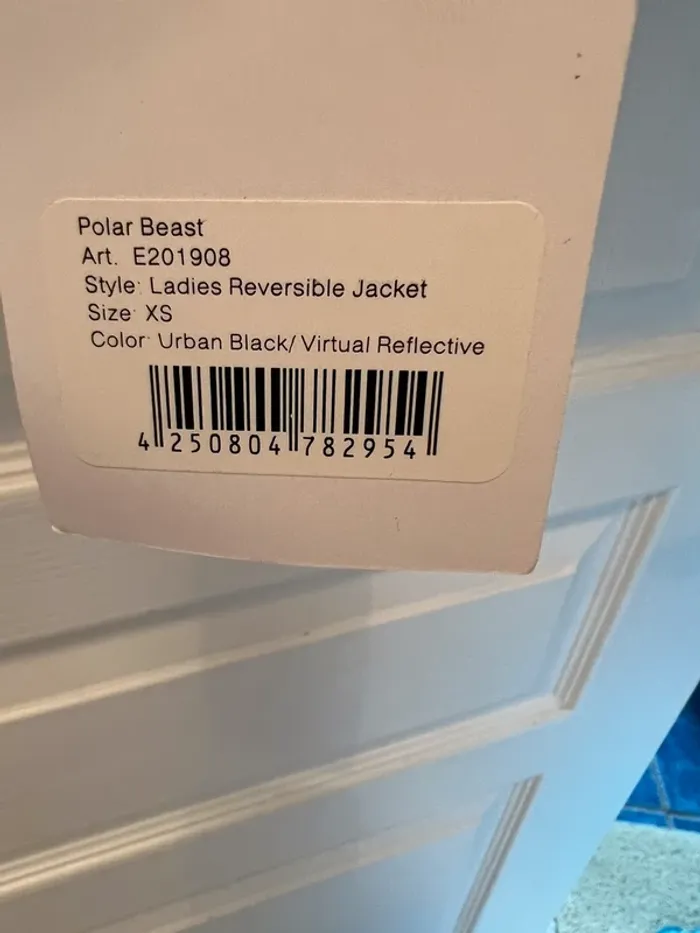 Polar Beast
Art. E201908
Style: Ladies Reversible Jacket
Size: XS
Color: Urban Black/ Virtual Reflective
4 250804 782954